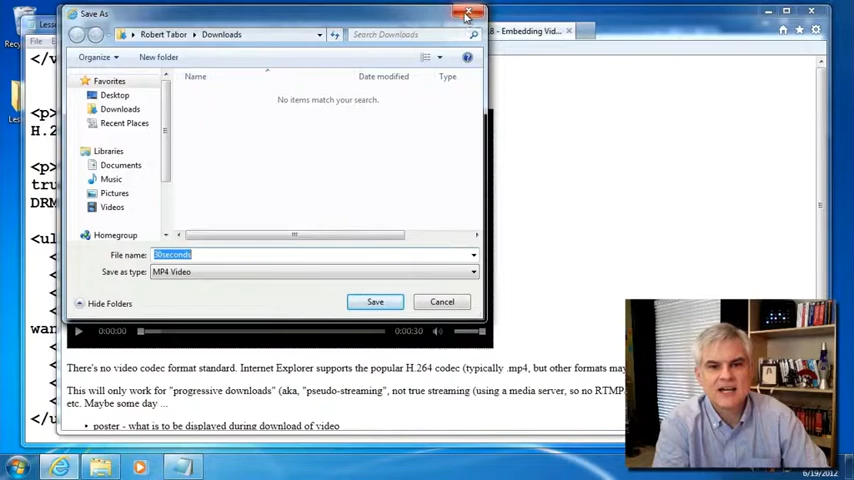 Save As
Robert Tabor ▸ Downloads
Search Downloads
Organize
New folder
Name
Date modified
Type
No items match your search.
Favorites
Desktop
Downloads
Recent Places
Libraries
Documents
Music
Pictures
Videos
Homegroup
File name: 30seconds
Save as type: MP4 Video
Hide Folders
Save
Cancel
8 - Embedding Vid...
</v
<p>
H.2
<p>
tru
DRM
<ul
wan
</u
0:00:00
0:00:30
There's no video codec format standard. Internet Explorer supports the popular H.264 codec (typically .mp4, but other formats may
This will only work for "progressive downloads" (aka, "pseudo-streaming", not true streaming (using a media server, so no RTMP,
etc. Maybe some day ...
• poster - what is to be displayed during download of video
6/19/2012